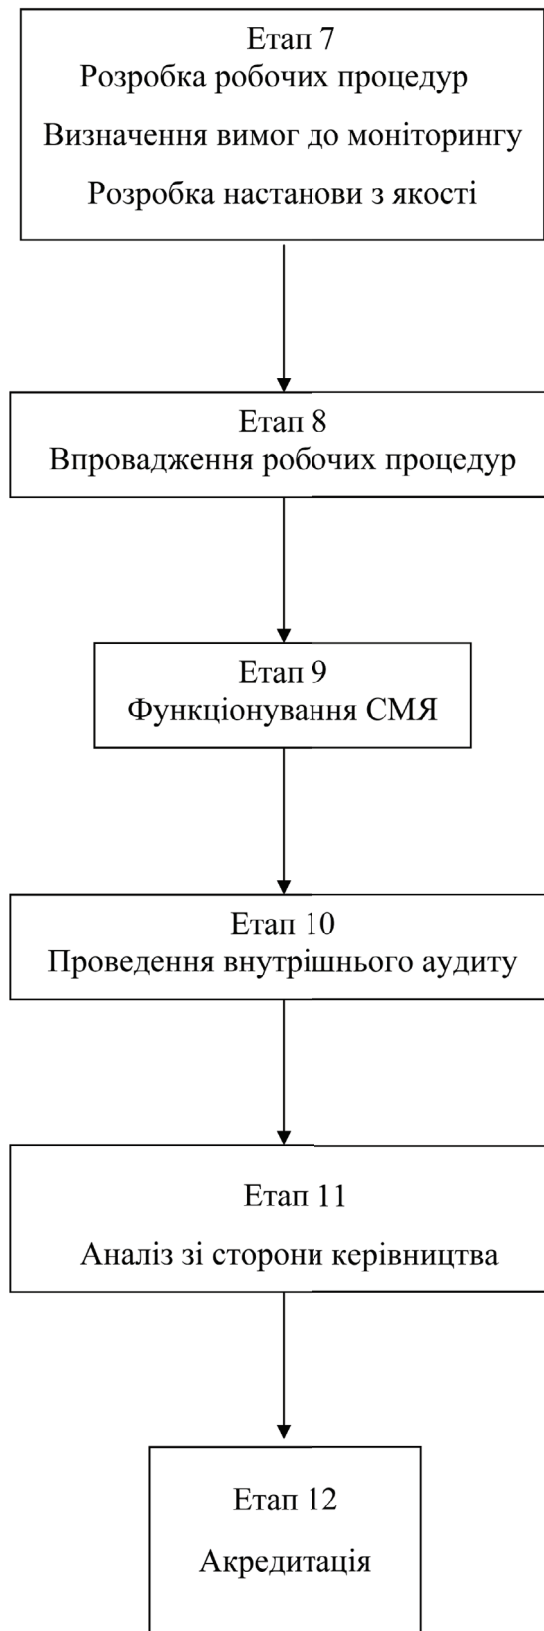 Етап 7
Розробка робочих процедур
Визначення вимог до моніторингу
Розробка настанови з якості
Етап 8
Впровадження робочих процедур
Етап 9
Функціонування СМЯ
Етап 10
Проведення внутрішнього аудиту
Етап 11
Аналіз зі сторони керівництва
Етап 12
Акредитація